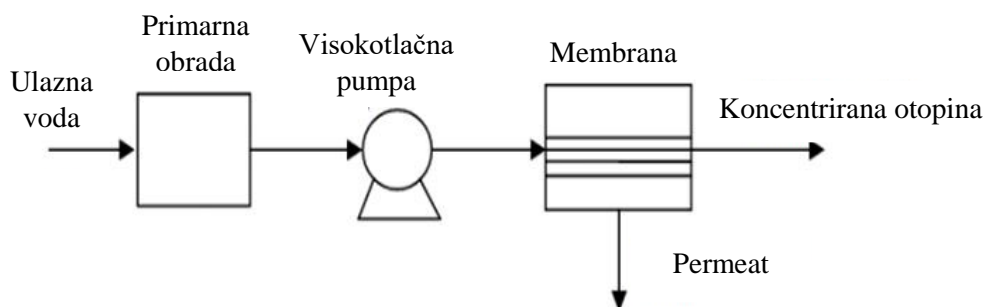 Ulazna
voda
Primarna
obrada
Visokotlačna
pumpa
Membrana
Koncentrirana otopina
Permeat